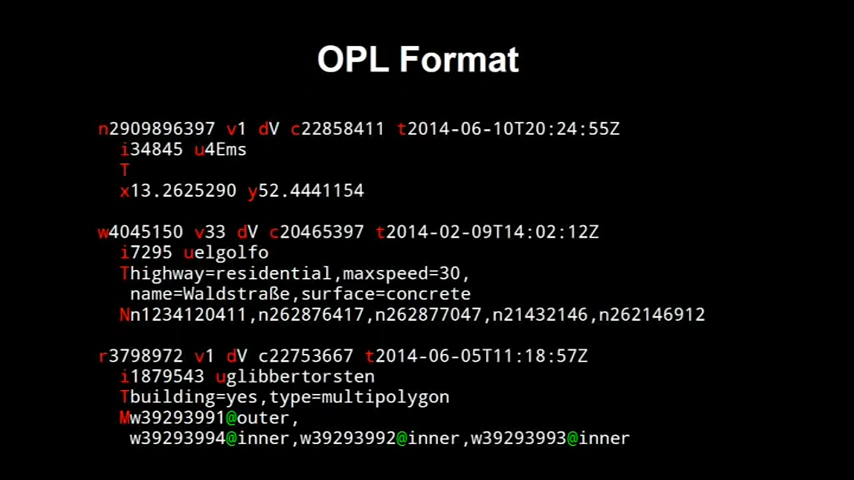 OPL Format
n2909896397 v1 dV c22858411 t2014-06-10T20:24:55Z
i34845 u4Ems
T
x13.2625290 y52.4441154
w4045150 v33 dV c20465397 t2014-02-09T14:02:12Z
i7295 uelgolfo
Thighway=residential,maxspeed=30,
name=Waldstraße,surface=concrete
Nn1234120411,n262876417,n262877047,n21432146,n262146912
r3798972 v1 dV c22753667 t2014-06-05T11:18:57Z
i1879543 uglibbertorsten
Tbuilding=yes,type=multipolygon
Mw39293991@outer,
w39293994@inner,w39293992@inner,w39293993@inner